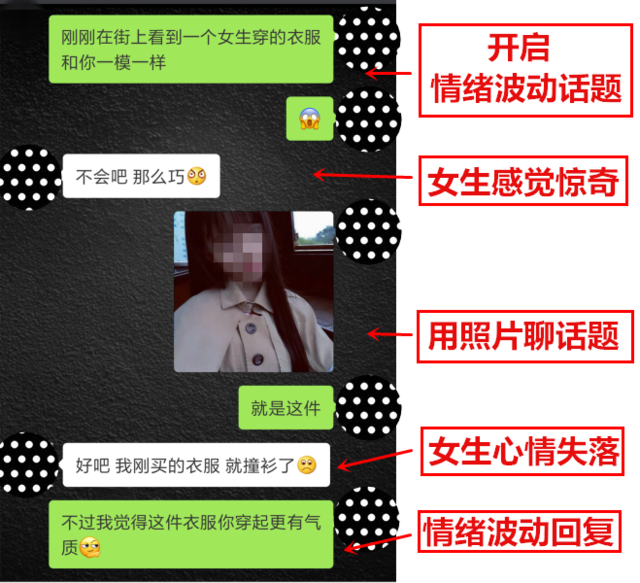 刚刚在街上看到一个女生穿的衣服
和你一模一样
开启
情绪波动话题
😱
不会吧 那么巧😳
女生感觉惊奇
用照片聊话题
就是这件
好吧 我刚买的衣服 就撞衫了🙁
女生心情失落
不过我觉得这件衣服你穿起更有气
质🤔
情绪波动回复